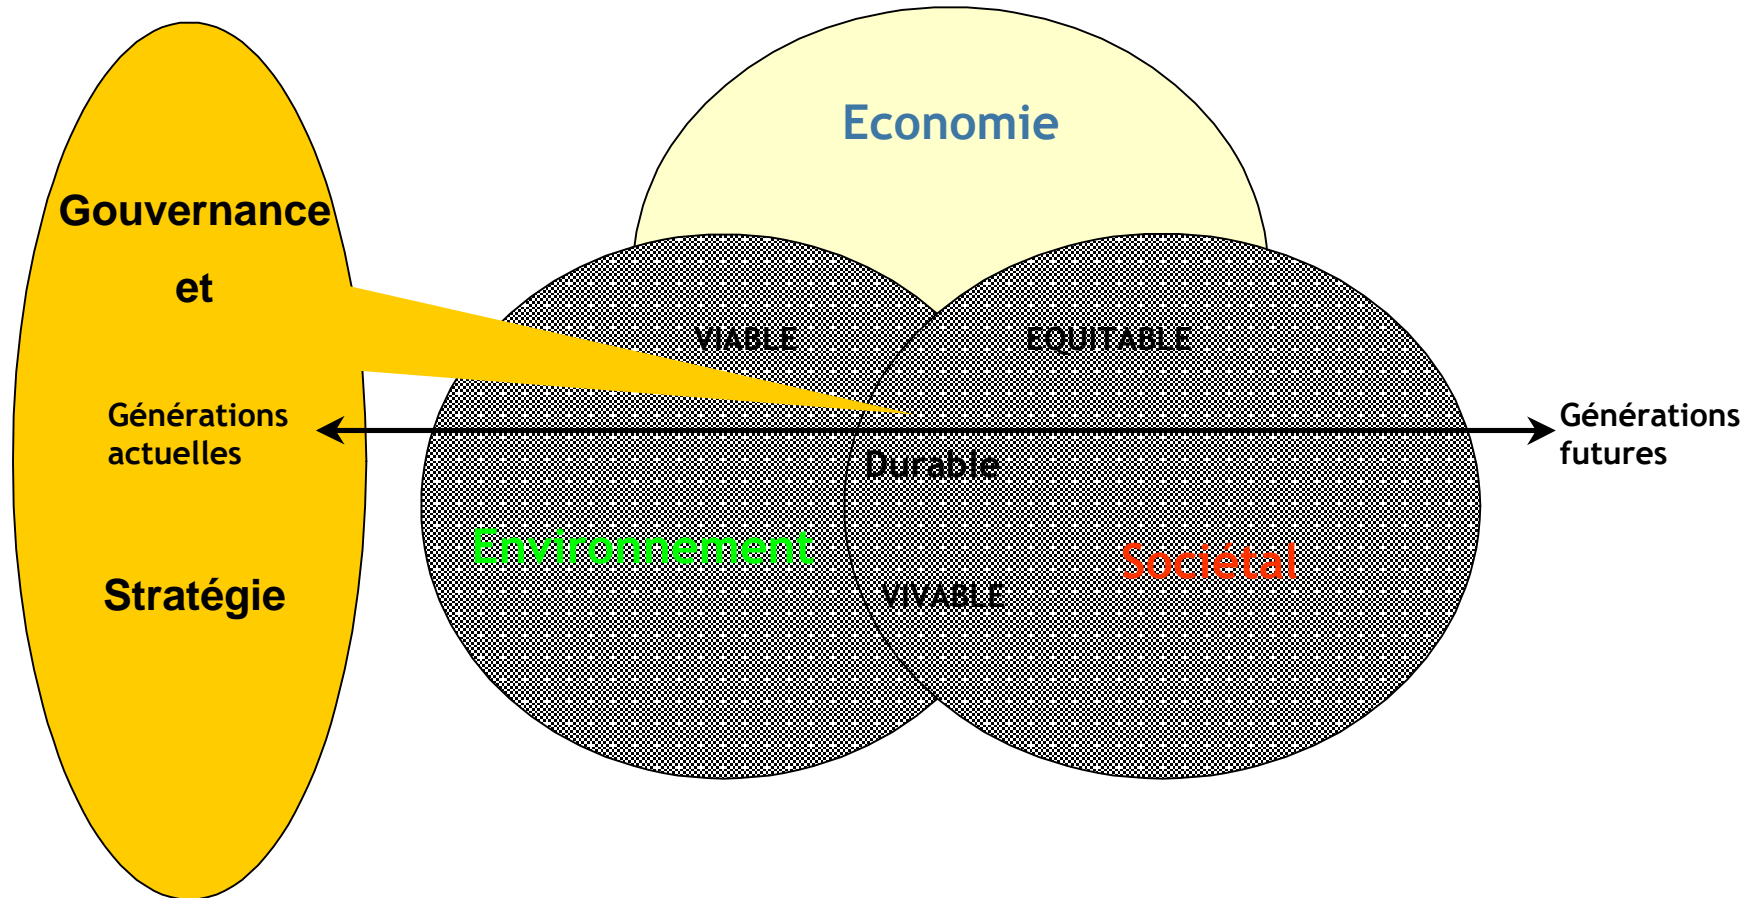 Economie
Gouvernance
et
Stratégie
VIABLE
EQUITABLE
Générations
actuelles
Générations
futures
Durable
Environnement
Sociétal
VIVABLE